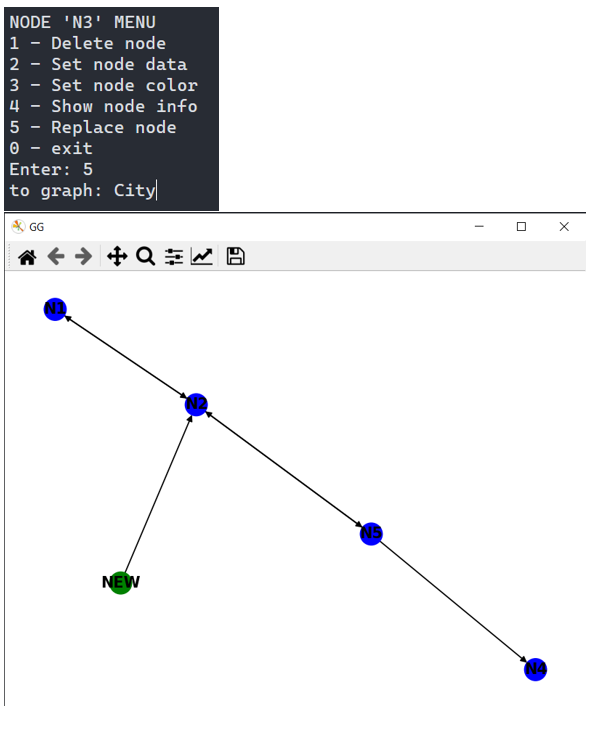 NODE 'N3' MENU
1 - Delete node
2 - Set node data
3 - Set node color
4 - Show node info
5 - Replace node
0 - exit
Enter: 5
to graph: City
GG
N1
N2
N5
NEW
N4